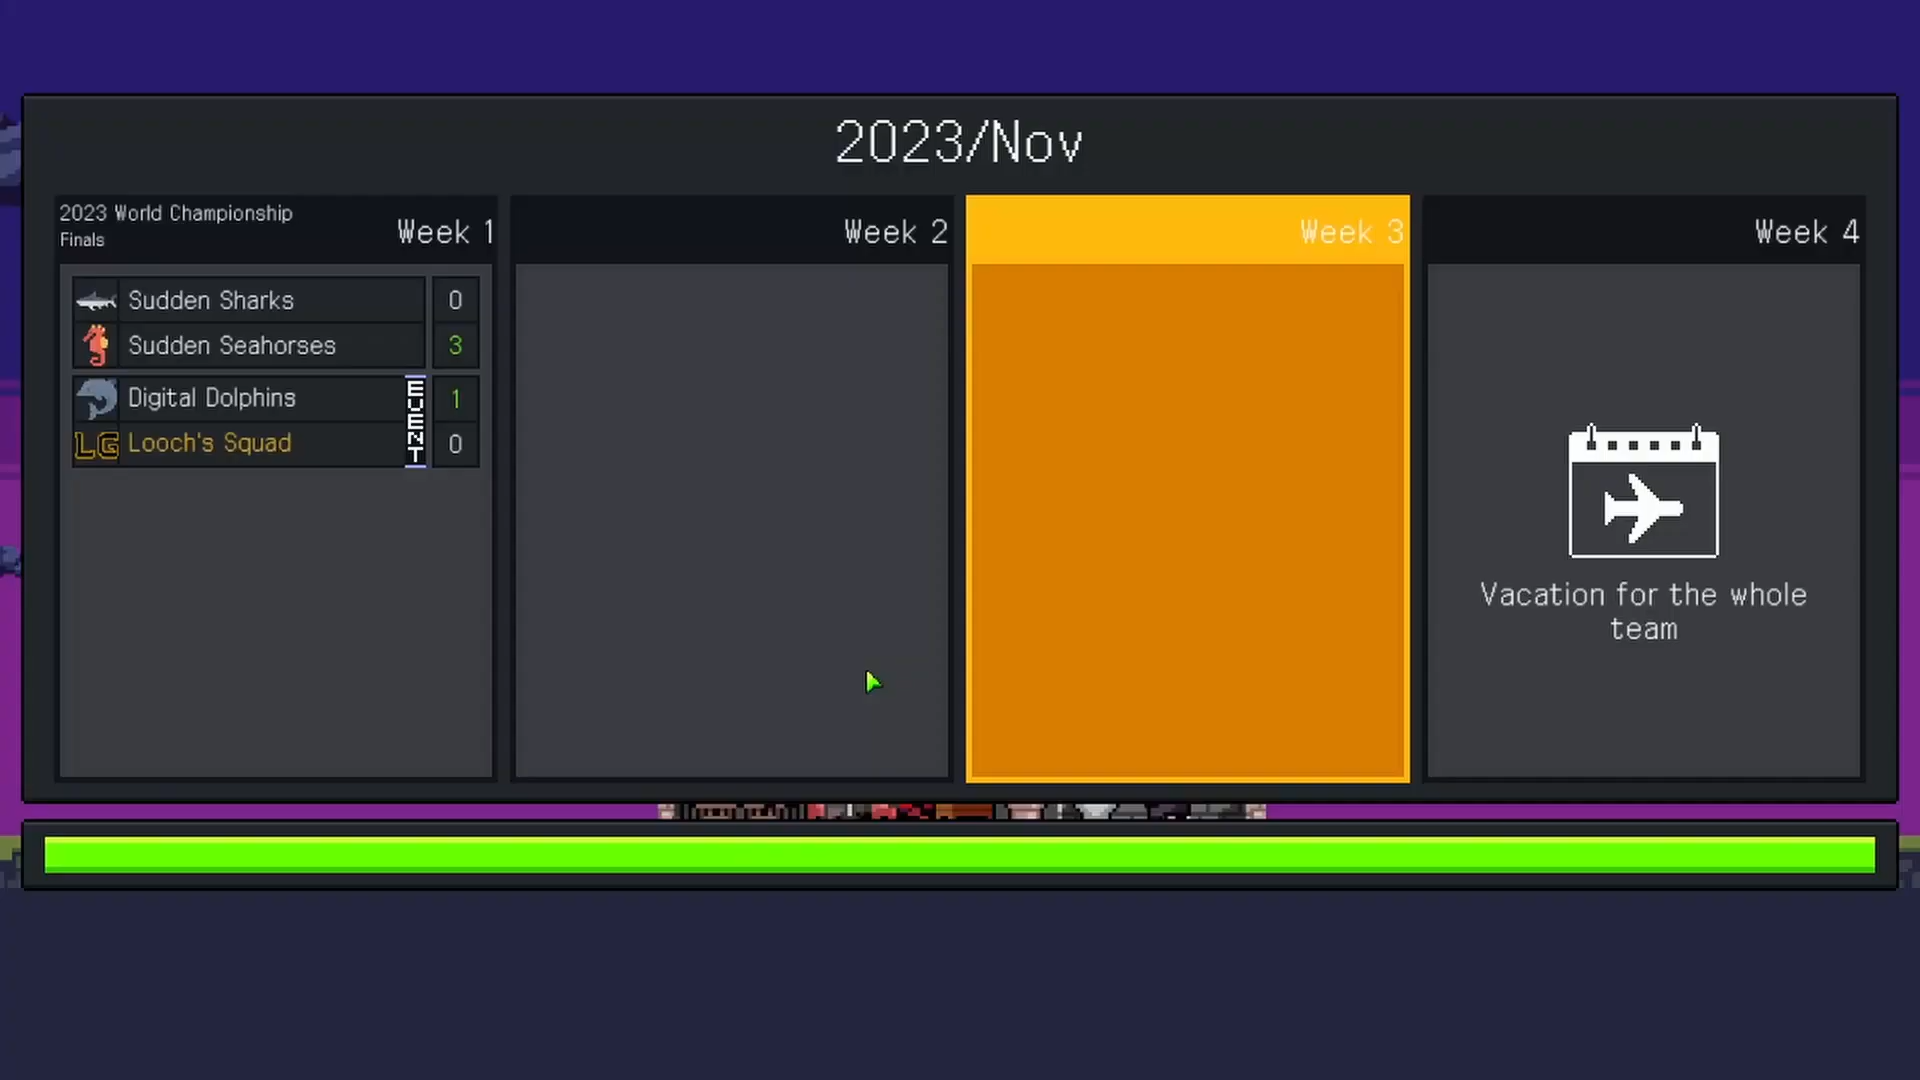 2023/Nov
2023 World Championship
Finals
Week 1
Week 2
Week 3
Week 4
Sudden Sharks 0
Sudden Seahorses 3
Digital Dolphins 1
LG Looch's Squad 0
EVENT
Vacation for the whole
team